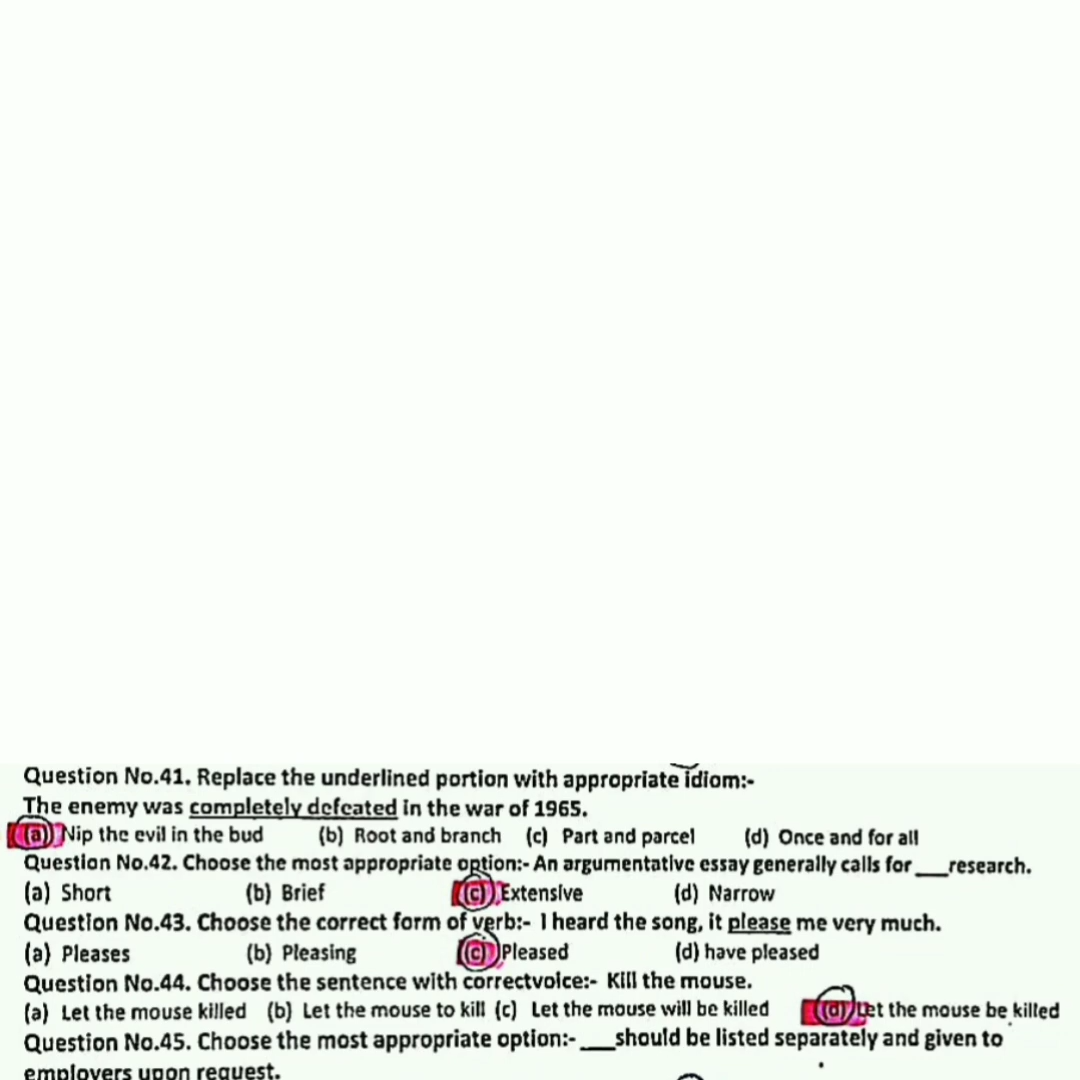 Question No.41. Replace the underlined portion with appropriate idiom:-
The enemy was completely defeated in the war of 1965.
(a) Nip the evil in the bud (b) Root and branch (c) Part and parcel (d) Once and for all
Question No.42. Choose the most appropriate option:- An argumentative essay generally calls for ___research.
(a) Short (b) Brief (c) Extensive (d) Narrow
Question No.43. Choose the correct form of verb:- I heard the song, it please me very much.
(a) Pleases (b) Pleasing (c) Pleased (d) have pleased
Question No.44. Choose the sentence with correctvoice:- Kill the mouse.
(a) Let the mouse killed (b) Let the mouse to kill (c) Let the mouse will be killed (d) Let the mouse be killed
Question No.45. Choose the most appropriate option:- ___should be listed separately and given to
employers upon request.